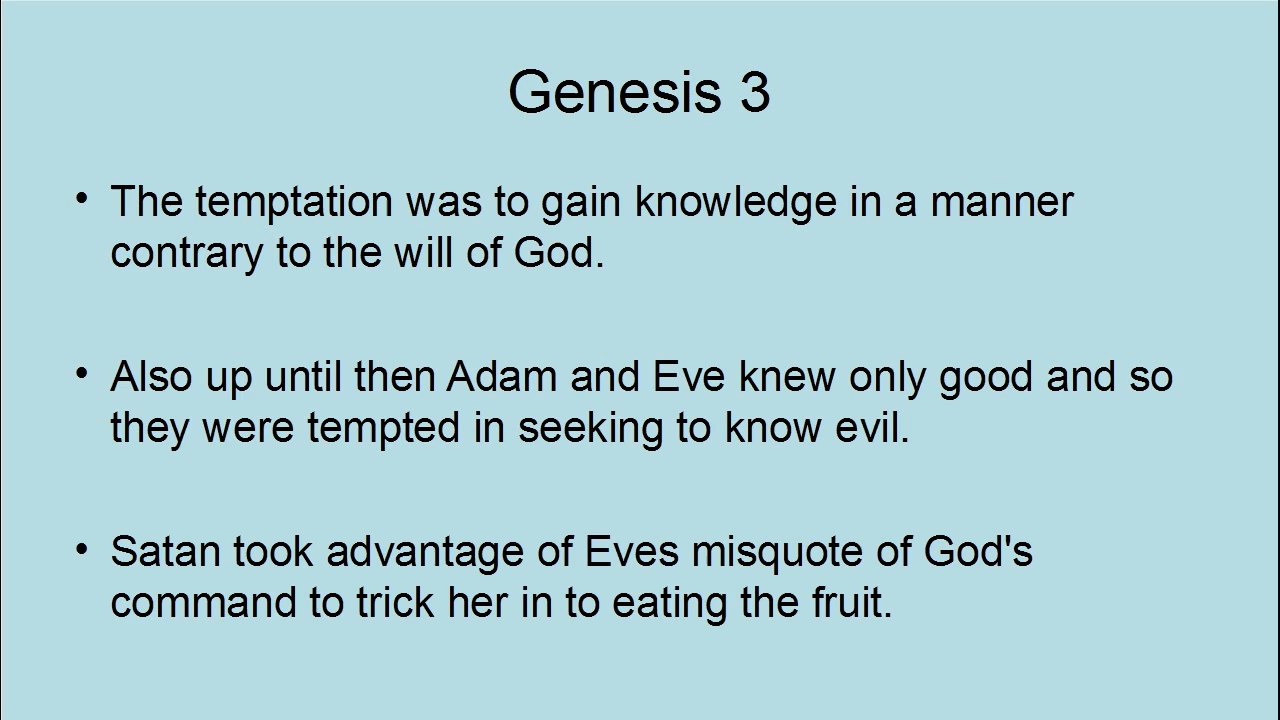 Genesis 3
• The temptation was to gain knowledge in a manner
contrary to the will of God.
• Also up until then Adam and Eve knew only good and so
they were tempted in seeking to know evil.
• Satan took advantage of Eves misquote of God's
command to trick her in to eating the fruit.